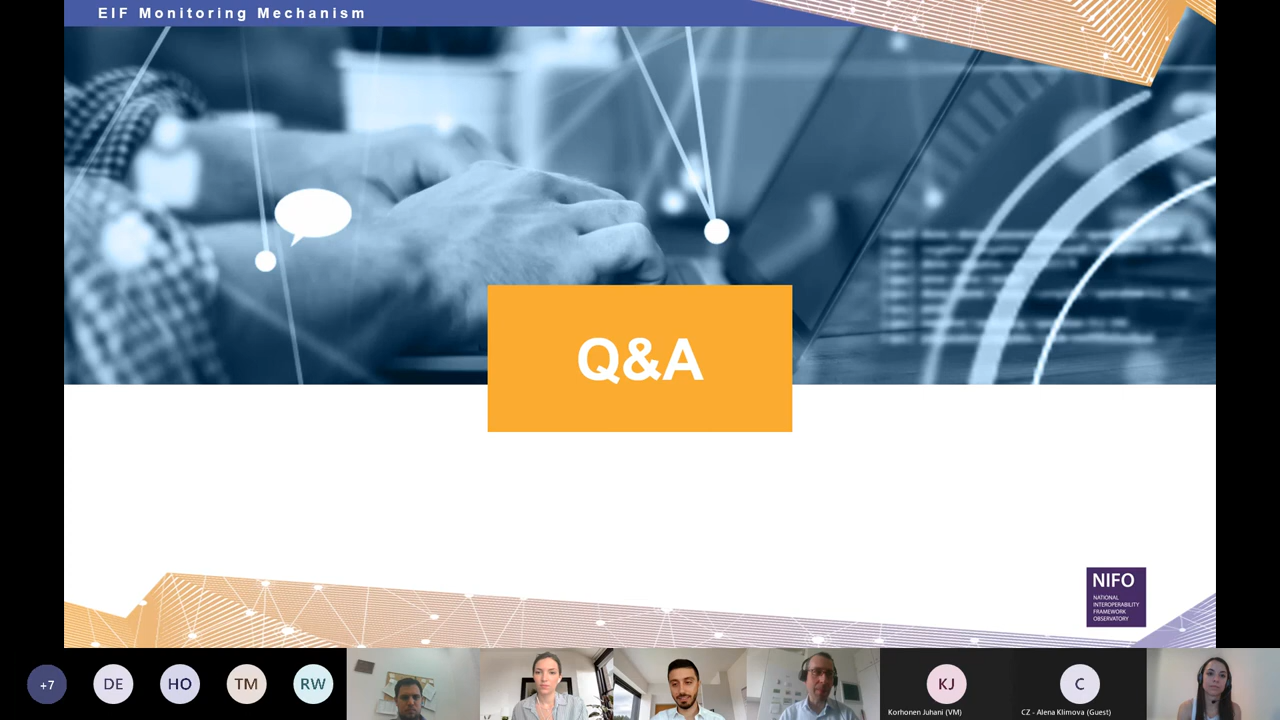 EIF Monitoring Mechanism
Q&A
NIFO
NATIONAL
INTEROPERABILITY
FRAMEWORK
OBSERVATORY
+7
DE
HO
TM
RW
KJ
C
Korhonen Juhani (VM)
CZ - Alena Klimova (Guest)